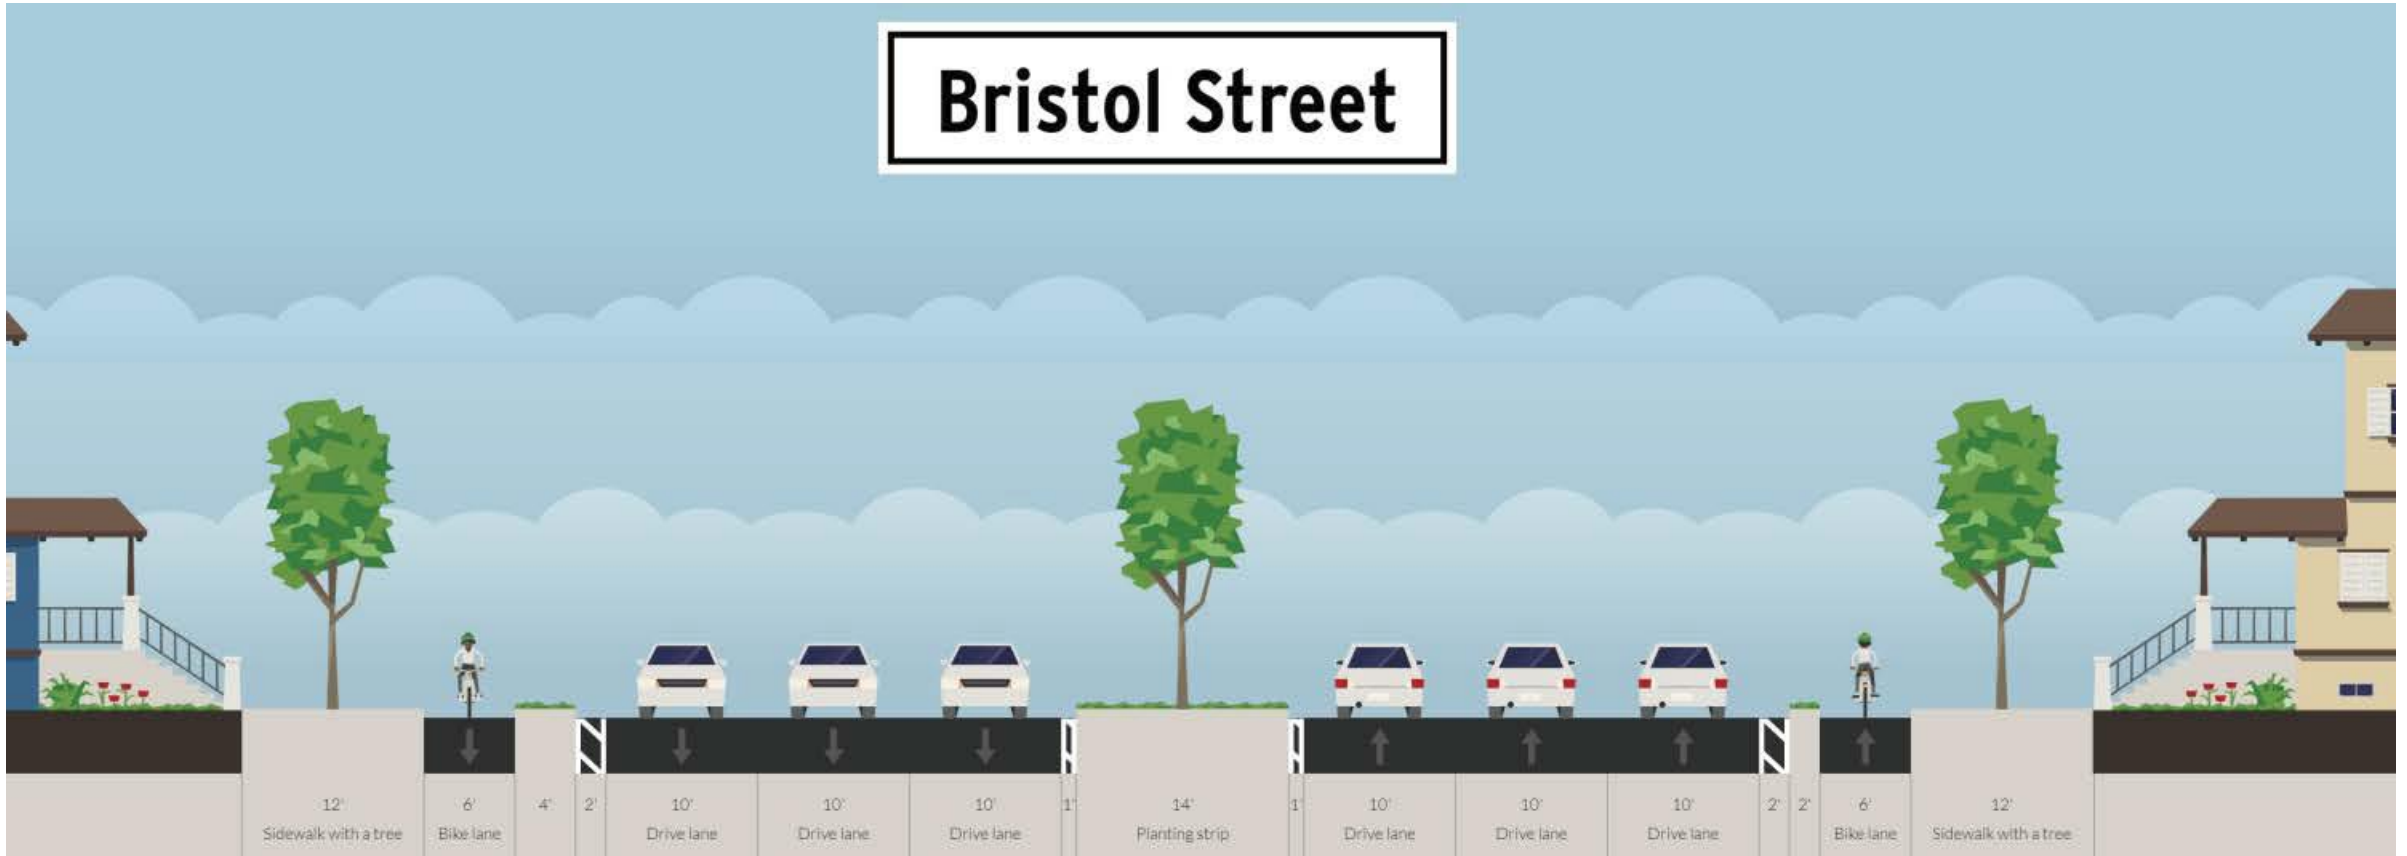 Bristol Street
12' 6' 4' 2' 10' 10' 10' 1' 14' 1' 10' 10' 10' 2' 2' 6' 12'
Sidewalk with a tree Bike lane Drive lane Drive lane Drive lane Planting strip Drive lane Drive lane Drive lane Bike lane Sidewalk with a tree